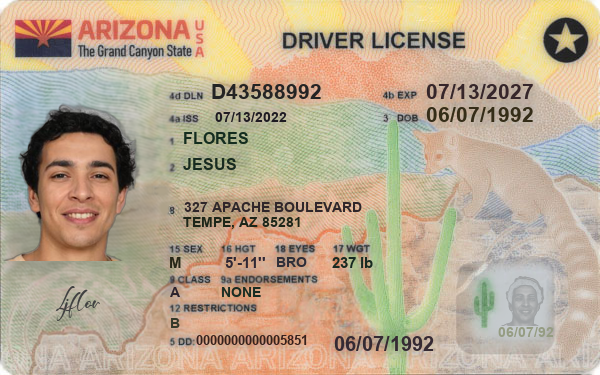 ARIZONA USA
The Grand Canyon State
DRIVER LICENSE
4d DLN D43588992
4b EXP 07/13/2027
4a ISS 07/13/2022
3 DOB 06/07/1992
1 FLORES
2 JESUS
8 327 APACHE BOULEVARD
TEMPE, AZ 85281
15 SEX 16 HGT 18 EYES 17 WGT
M 5'-11" BRO 237 lb
9 CLASS 9a ENDORSEMENTS
A NONE
12 RESTRICTIONS
B
5 DD: 0000000000005851
06/07/1992
06/07/92
ARIZONA ARIZONA ARIZONA ARIZONA